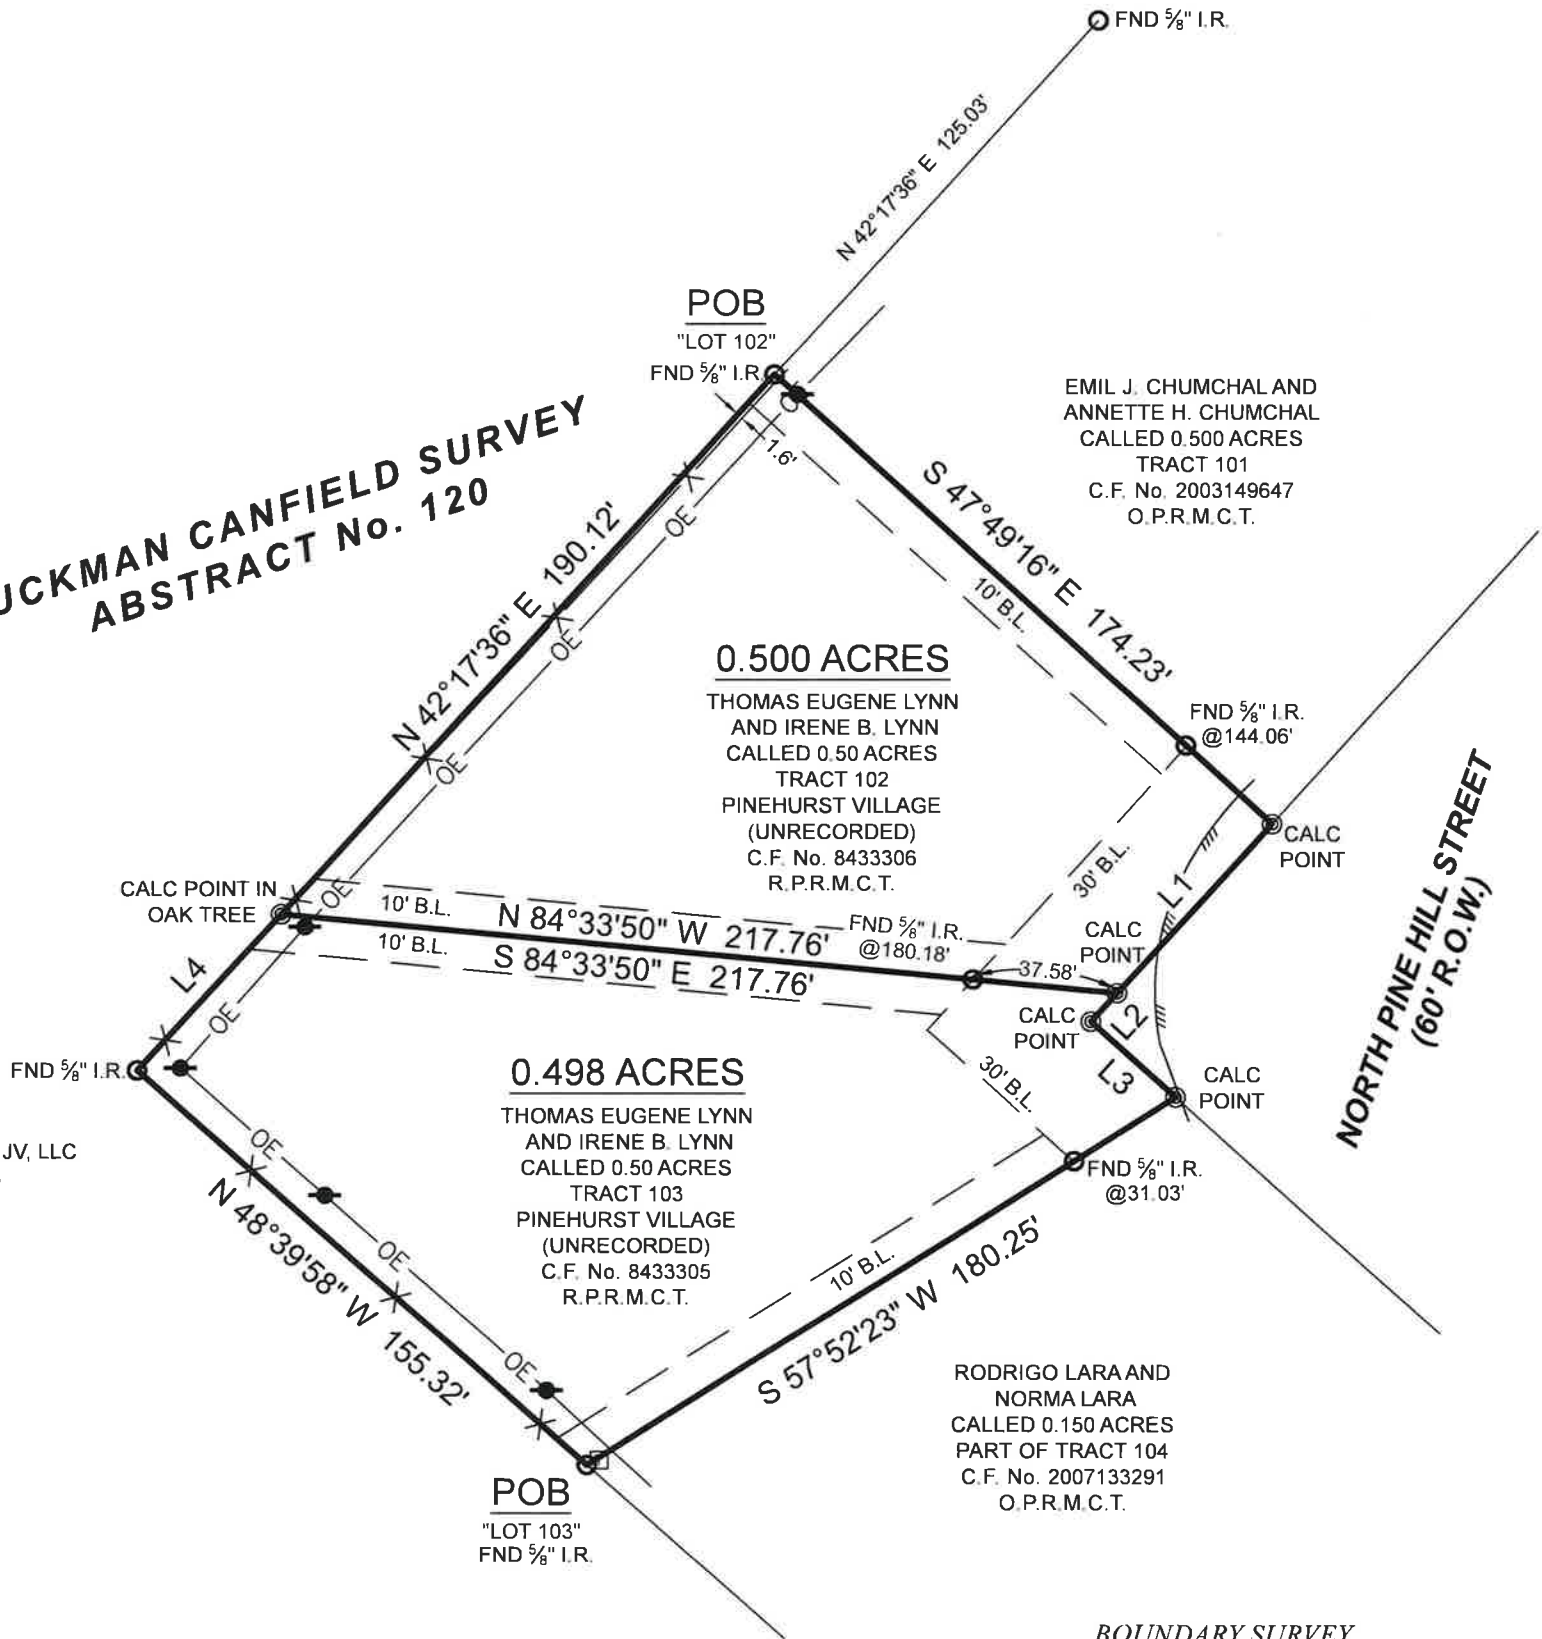 FND 5/8" I.R.
N 42°17'36" E 125.03'
POB
"LOT 102"
FND 5/8" I.R.
1.6'
EMIL J. CHUMCHAL AND
ANNETTE H. CHUMCHAL
CALLED 0.500 ACRES
TRACT 101
C.F. No. 2003149647
O.P.R.M.C.T.
CANFIELD SURVEY
ABSTRACT No. 120
N 42°17'36" E 190.12'
OE
OE
OE
OE
S 47°49'16" E 174.23'
10' B.L.
0.500 ACRES
THOMAS EUGENE LYNN
AND IRENE B. LYNN
CALLED 0.50 ACRES
TRACT 102
PINEHURST VILLAGE
(UNRECORDED)
C.F. No. 8433306
R.P.R.M.C.T.
FND 5/8" I.R.
@144.06'
CALC
POINT
L1
30' B.L.
NORTH PINE HILL STREET
(60' R.O.W.)
CALC POINT IN
OAK TREE
OE
10' B.L.
N 84°33'50" W 217.76'
FND 5/8" I.R.
@180.18'
CALC
POINT
10' B.L.
S 84°33'50" E 217.76'
37.58'
L4
OE
CALC
POINT
L2
L3
CALC
POINT
FND 5/8" I.R.
30' B.L.
0.498 ACRES
THOMAS EUGENE LYNN
AND IRENE B. LYNN
CALLED 0.50 ACRES
TRACT 103
PINEHURST VILLAGE
(UNRECORDED)
C.F. No. 8433305
R.P.R.M.C.T.
JV, LLC
OE
OE
OE
N 48°39'58" W 155.32'
FND 5/8" I.R.
@31.03'
10' B.L.
S 57°52'23" W 180.25'
RODRIGO LARA AND
NORMA LARA
CALLED 0.150 ACRES
PART OF TRACT 104
C.F. No. 2007133291
O.P.R.M.C.T.
POB
"LOT 103"
FND 5/8" I.R.
BOUNDARY SURVEY